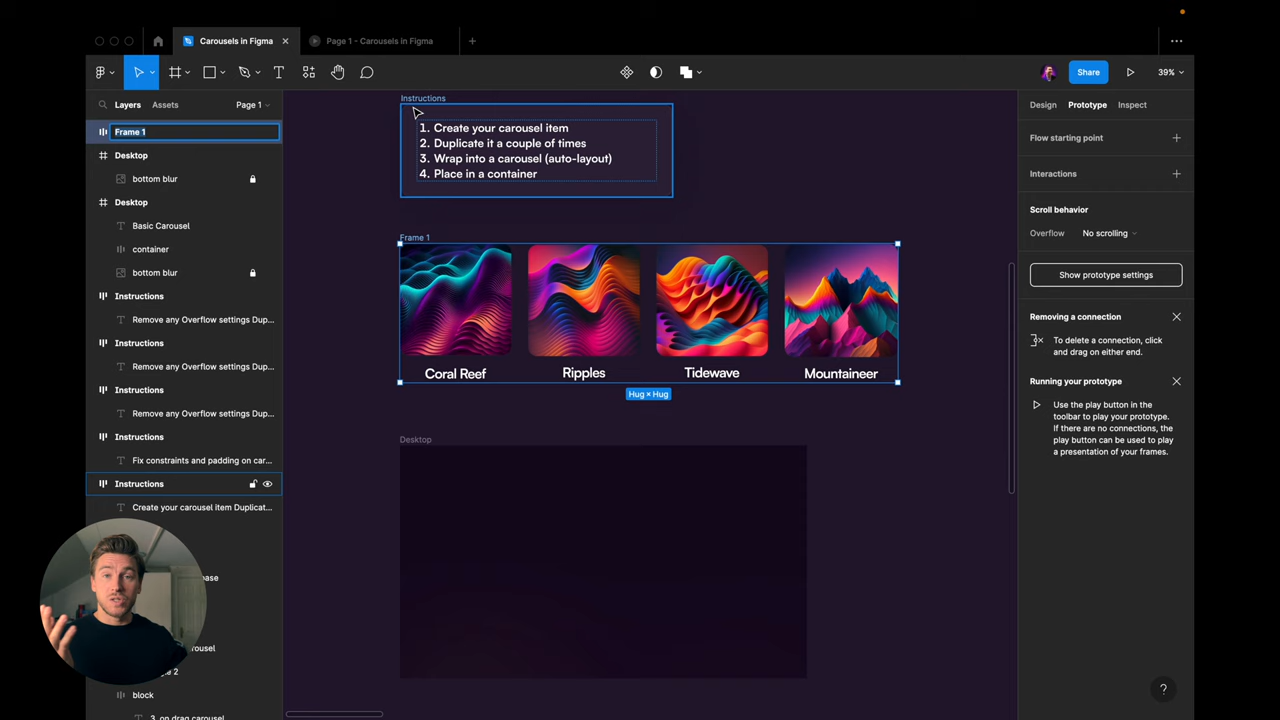 Carousels in Figma
Page 1 - Carousels in Figma
Share
39%
Layers
Assets
Page 1
Frame 1
Desktop
bottom blur
Desktop
Basic Carousel
container
bottom blur
Instructions
Remove any Overflow settings Dup...
Instructions
Remove any Overflow settings Dup...
Instructions
Remove any Overflow settings Dup...
Instructions
Fix constraints and padding on car...
Instructions
Create your carousel item Duplicat...
block
3. on drag carousel
Instructions
1. Create your carousel item
2. Duplicate it a couple of times
3. Wrap into a carousel (auto-layout)
4. Place in a container
Frame 1
Coral Reef
Ripples
Tidewave
Mountaineer
Hug × Hug
Desktop
Design
Prototype
Inspect
Flow starting point
Interactions
Scroll behavior
Overflow
No scrolling
Show prototype settings
Removing a connection
To delete a connection, click
and drag on either end.
Running your prototype
Use the play button in the
toolbar to play your prototype.
If there are no connections, the
play button can be used to play
a presentation of your frames.
?